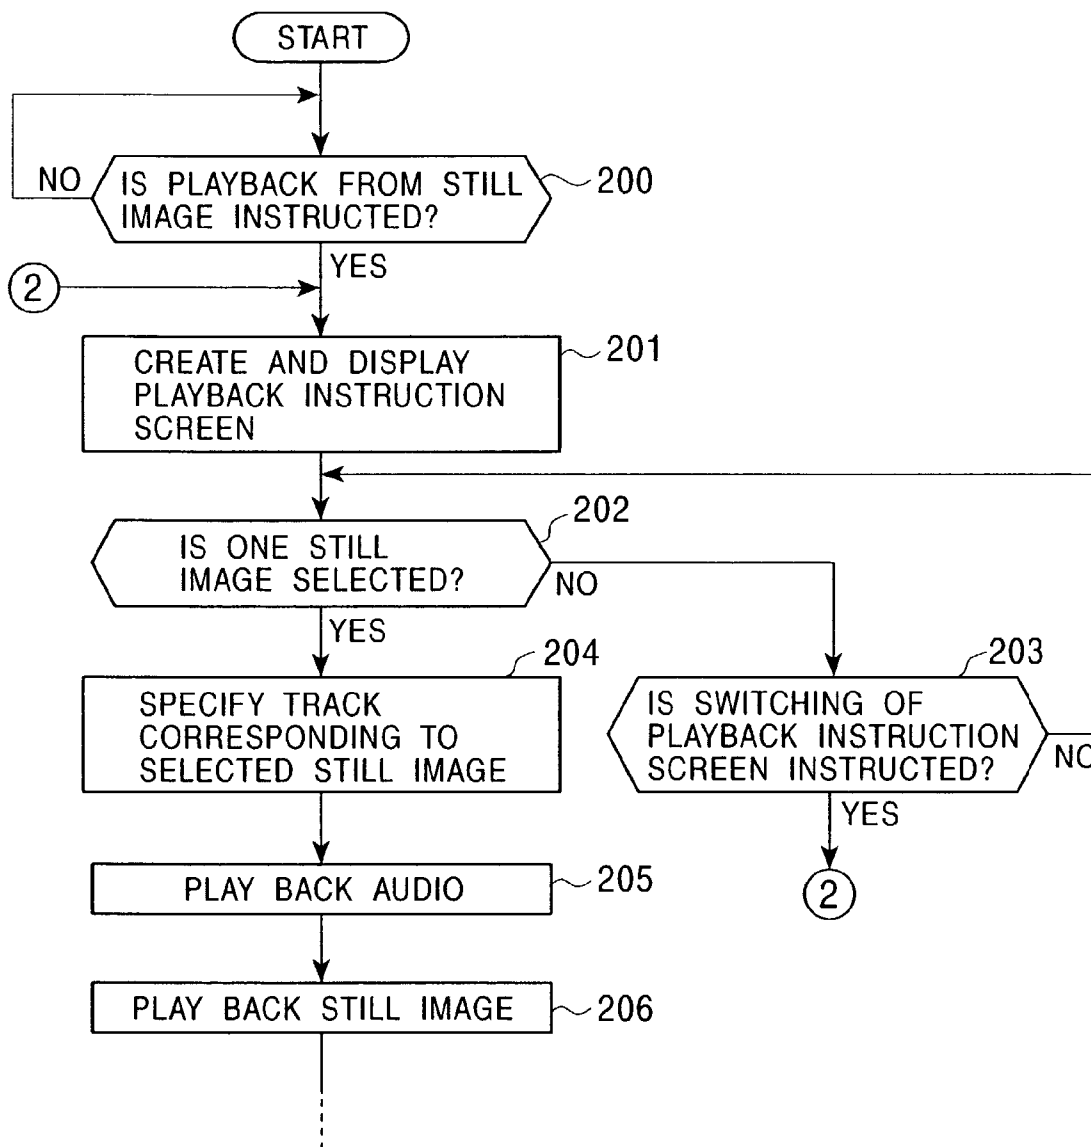 START
NO
IS PLAYBACK FROM STILL
IMAGE INSTRUCTED?
200
YES
2
CREATE AND DISPLAY
PLAYBACK INSTRUCTION
SCREEN
201
IS ONE STILL
IMAGE SELECTED?
202
NO
YES
SPECIFY TRACK
CORRESPONDING TO
SELECTED STILL IMAGE
204
IS SWITCHING OF
PLAYBACK INSTRUCTION
SCREEN INSTRUCTED?
203
NO
YES
2
PLAY BACK AUDIO
205
PLAY BACK STILL IMAGE
206